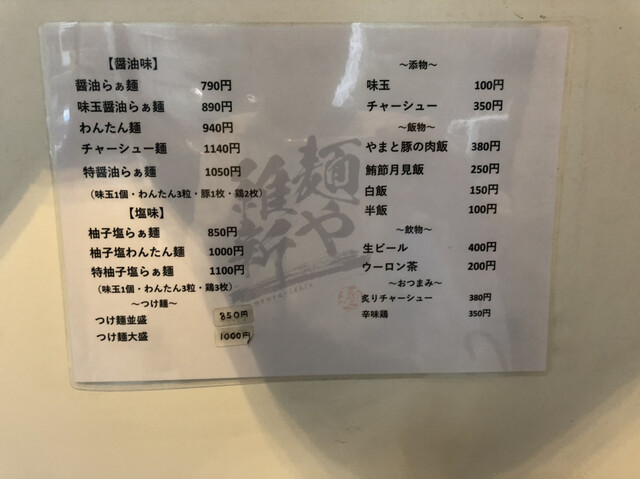 【醤油味】
醤油らぁ麺 790円
味玉醤油らぁ麺 890円
わんたん麺 940円
チャーシュー麺 1140円
特醤油らぁ麺 1050円
(味玉1個・わんたん3粒・豚1枚・鶏2枚)
【塩味】
柚子塩らぁ麺 850円
柚子塩わんたん麺 1000円
特柚子塩らぁ麺 1100円
(味玉1個・わんたん3粒・鶏3枚)
～つけ麺～
つけ麺並盛 850円
つけ麺大盛 1000円
～添物～
味玉 100円
チャーシュー 350円
～飯物～
やまと豚の肉飯 380円
鮪節月見飯 250円
白飯 150円
半飯 100円
～飲物～
生ビール 400円
ウーロン茶 200円
～おつまみ～
炙りチャーシュー 380円
辛味鶏 350円
麺や
維新